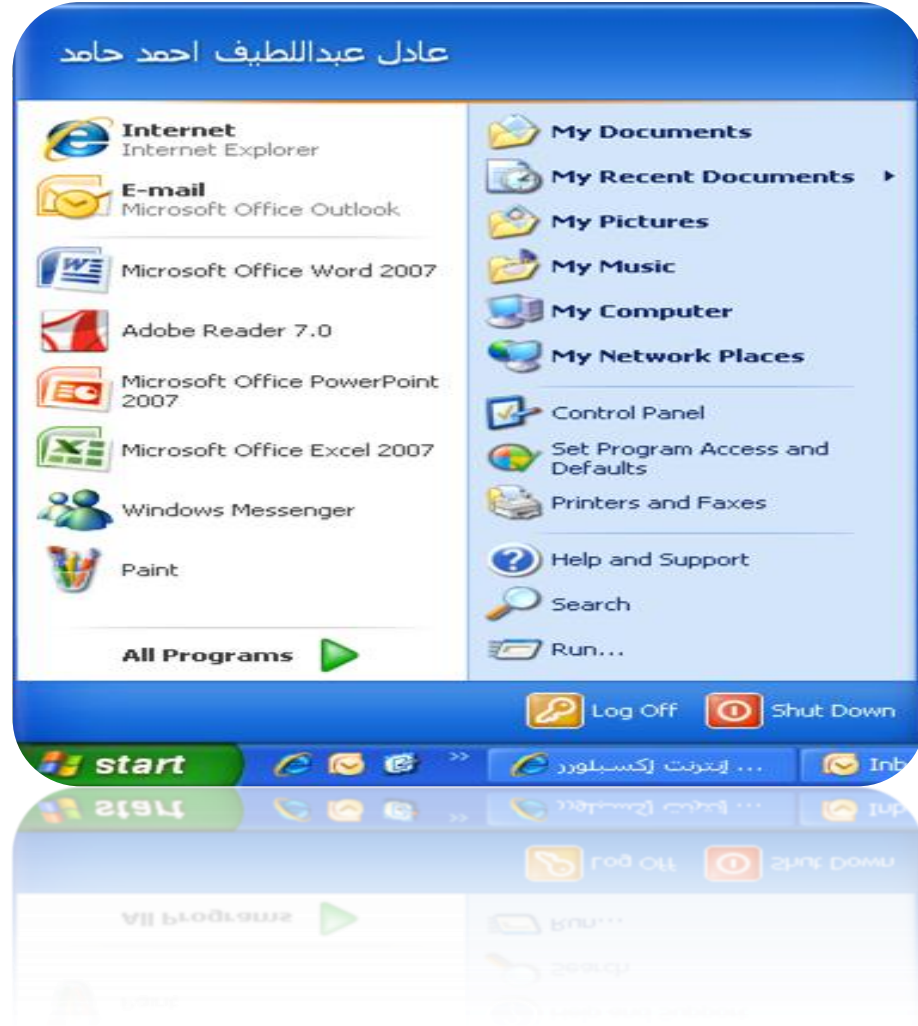 عادل عبداللطيف احمد حامد
Internet
Internet Explorer
E-mail
Microsoft Office Outlook
Microsoft Office Word 2007
Adobe Reader 7.0
Microsoft Office PowerPoint
2007
Microsoft Office Excel 2007
Windows Messenger
Paint
All Programs
My Documents
My Recent Documents
My Pictures
My Music
My Computer
My Network Places
Control Panel
Set Program Access and
Defaults
Printers and Faxes
Help and Support
Search
Run...
Log Off
Shut Down
start
إنترنت إكسبلورر ...
Inb